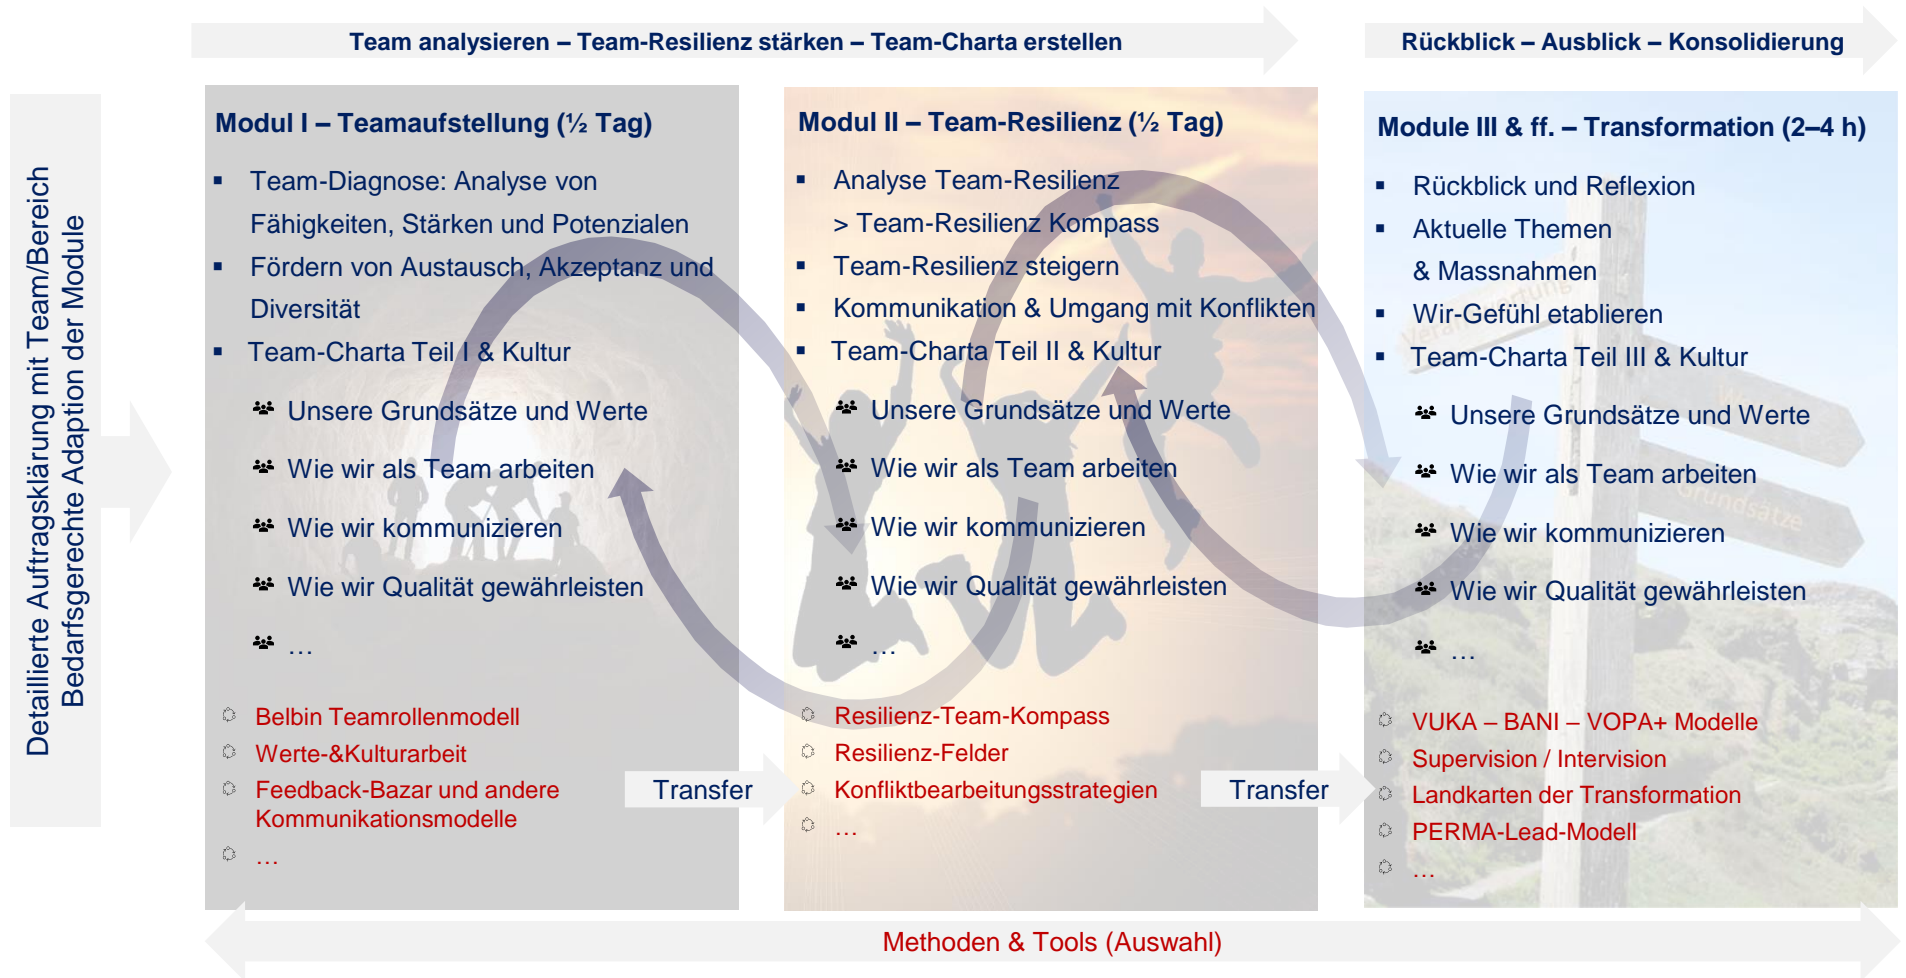 Team analysieren – Team-Resilienz stärken – Team-Charta erstellen
Rückblick – Ausblick – Konsolidierung
Detaillierte Auftragsklärung mit Team/Bereich
Bedarfsgerechte Adaption der Module
Modul I – Teamaufstellung (½ Tag)
Team-Diagnose: Analyse von
Fähigkeiten, Stärken und Potenzialen
Fördern von Austausch, Akzeptanz und
Diversität
Team-Charta Teil I & Kultur
Unsere Grundsätze und Werte
Wie wir als Team arbeiten
Wie wir kommunizieren
Wie wir Qualität gewährleisten
…
Belbin Teamrollenmodell
Werte-&Kulturarbeit
Feedback-Bazar und andere
Kommunikationsmodelle
…
Transfer
Modul II – Team-Resilienz (½ Tag)
Analyse Team-Resilienz
> Team-Resilienz Kompass
Team-Resilienz steigern
Kommunikation & Umgang mit Konflikten
Team-Charta Teil II & Kultur
Unsere Grundsätze und Werte
Wie wir als Team arbeiten
Wie wir kommunizieren
Wie wir Qualität gewährleisten
…
Resilienz-Team-Kompass
Resilienz-Felder
Konfliktbearbeitungsstrategien
…
Transfer
Module III & ff. – Transformation (2–4 h)
Rückblick und Reflexion
Aktuelle Themen
& Massnahmen
Wir-Gefühl etablieren
Team-Charta Teil III & Kultur
Unsere Grundsätze und Werte
Wie wir als Team arbeiten
Wie wir kommunizieren
Wie wir Qualität gewährleisten
…
VUKA – BANI – VOPA+ Modelle
Supervision / Intervision
Landkarten der Transformation
PERMA-Lead-Modell
…
Verantwortung
Grundsätze
Methoden & Tools (Auswahl)